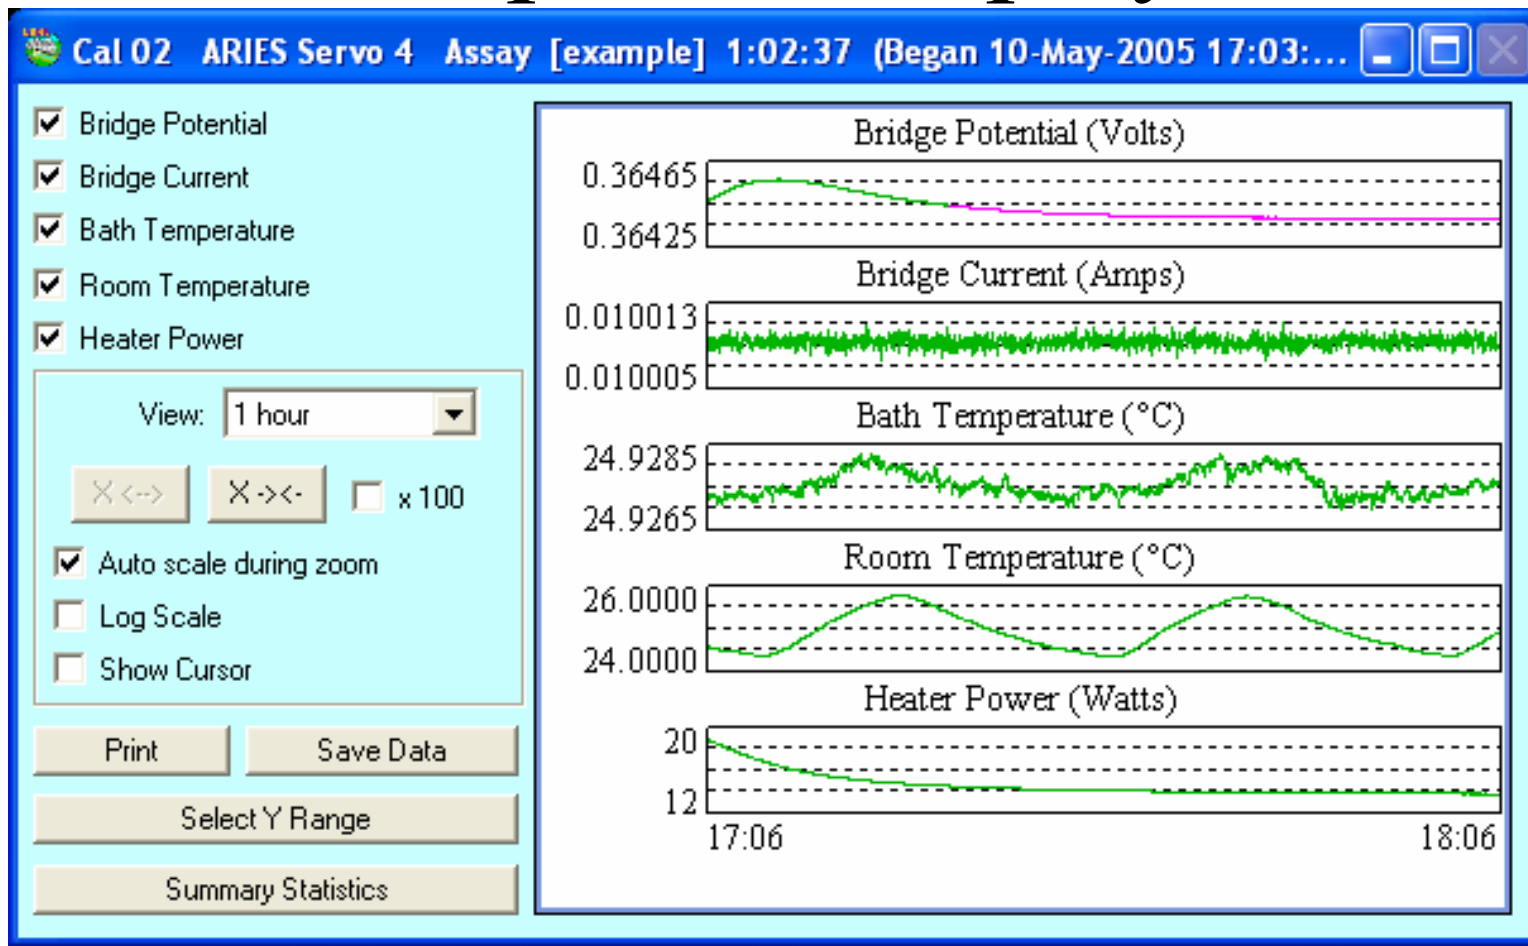 Cal 02 ARIES Servo 4 Assay [example] 1:02:37 (Began 10-May-2005 17:03:...
Bridge Potential
Bridge Current
Bath Temperature
Room Temperature
Heater Power
View: 1 hour
X <--> X -><- x 100
Auto scale during zoom
Log Scale
Show Cursor
Print Save Data
Select Y Range
Summary Statistics
Bridge Potential (Volts)
0.36465
0.36425
Bridge Current (Amps)
0.010013
0.010005
Bath Temperature (°C)
24.9285
24.9265
Room Temperature (°C)
26.0000
24.0000
Heater Power (Watts)
20
12
17:06 18:06